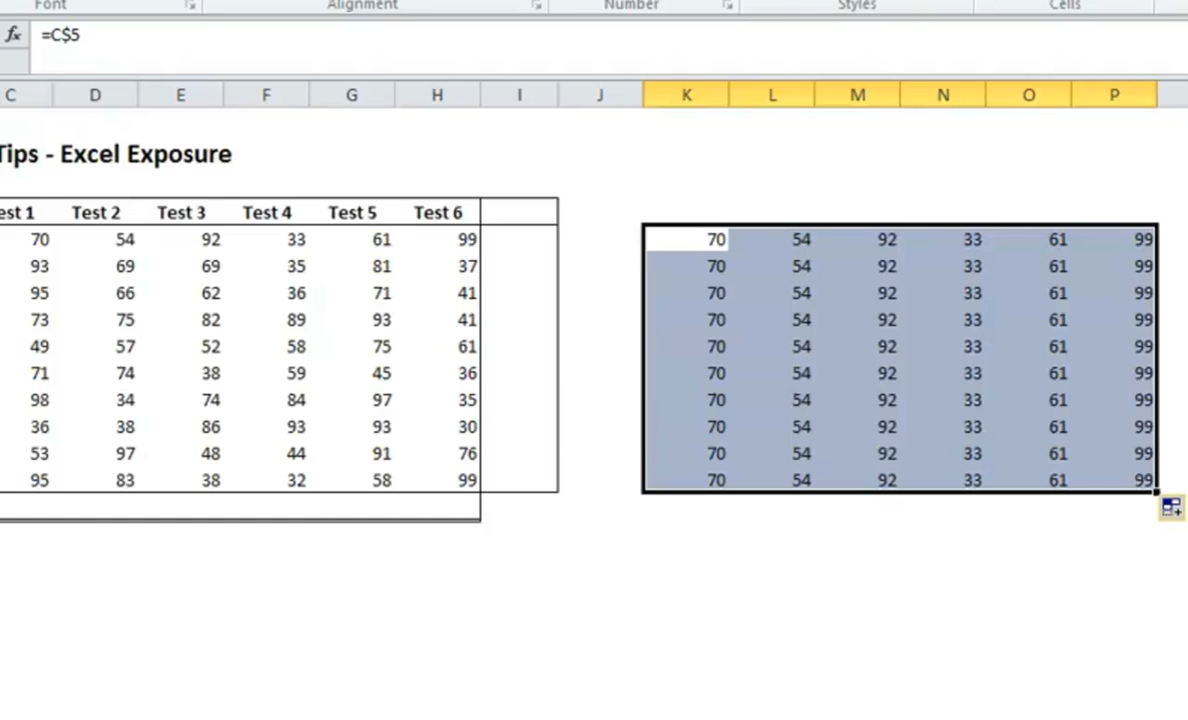 Font Alignment Number Styles Cells
fx =C$5
C D E F G H I J K L M N O P
Tips - Excel Exposure
est 1 Test 2 Test 3 Test 4 Test 5 Test 6
70 54 92 33 61 99 70 54 92 33 61 99
93 69 69 35 81 37 70 54 92 33 61 99
95 66 62 36 71 41 70 54 92 33 61 99
73 75 82 89 93 41 70 54 92 33 61 99
49 57 52 58 75 61 70 54 92 33 61 99
71 74 38 59 45 36 70 54 92 33 61 99
98 34 74 84 97 35 70 54 92 33 61 99
36 38 86 93 93 30 70 54 92 33 61 99
53 97 48 44 91 76 70 54 92 33 61 99
95 83 38 32 58 99 70 54 92 33 61 99